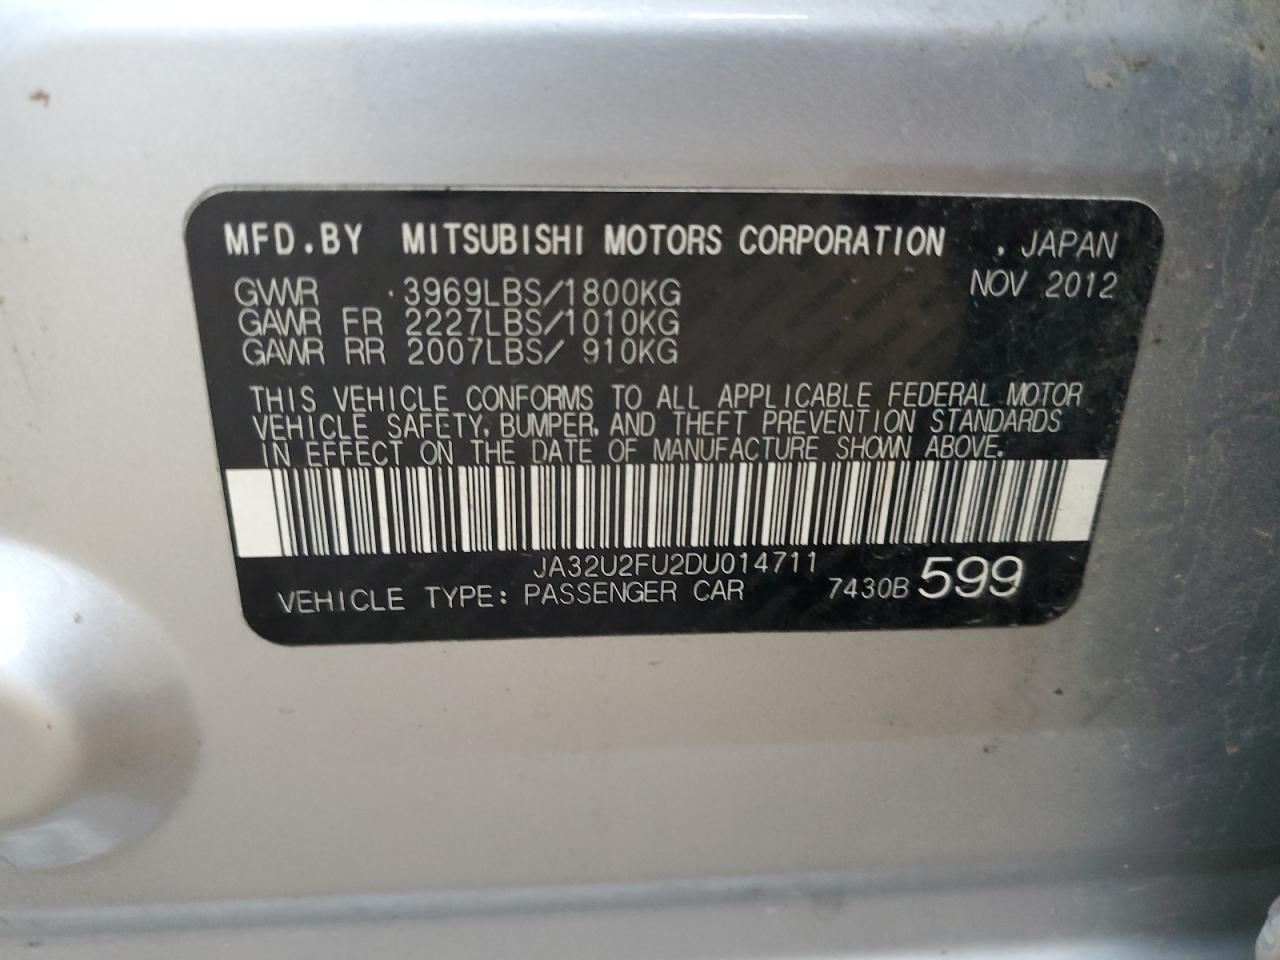 MFD.BY MITSUBISHI MOTORS CORPORATION . JAPAN
GVWR 3969LBS/1800KG NOV 2012
GAWR FR 2227LBS/1010KG
GAWR RR 2007LBS/ 910KG
THIS VEHICLE CONFORMS TO ALL APPLICABLE FEDERAL MOTOR
VEHICLE SAFETY, BUMPER, AND THEFT PREVENTION STANDARDS
IN EFFECT ON THE DATE OF MANUFACTURE SHOWN ABOVE.
JA32U2FU2DU014711
VEHICLE TYPE: PASSENGER CAR 7430B 599